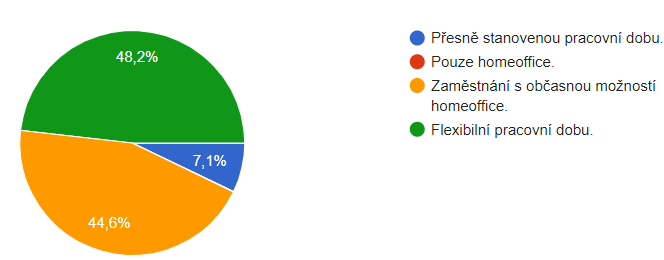 48,2%
7,1%
44,6%
Přesně stanovenou pracovní dobu.
Pouze homeoffice.
Zaměstnání s občasnou možností
homeoffice.
Flexibilní pracovní dobu.